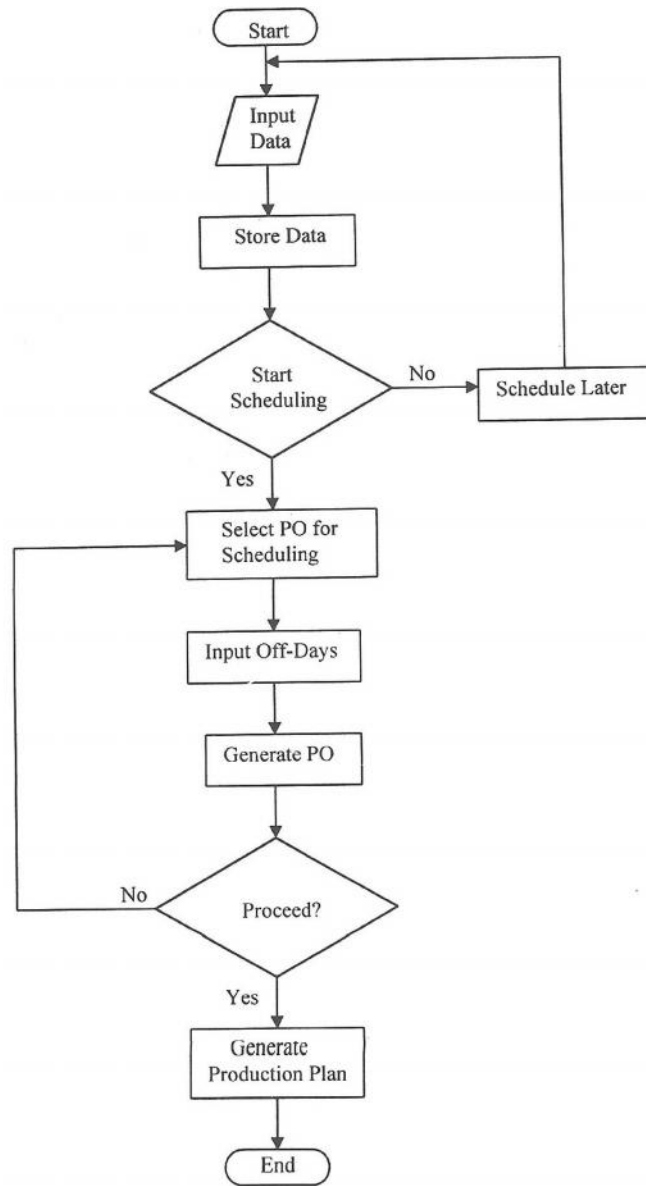 Start
Input
Data
Store Data
Start
Scheduling
No
Schedule Later
Yes
Select PO for
Scheduling
Input Off-Days
Generate PO
No
Proceed?
Yes
Generate
Production Plan
End